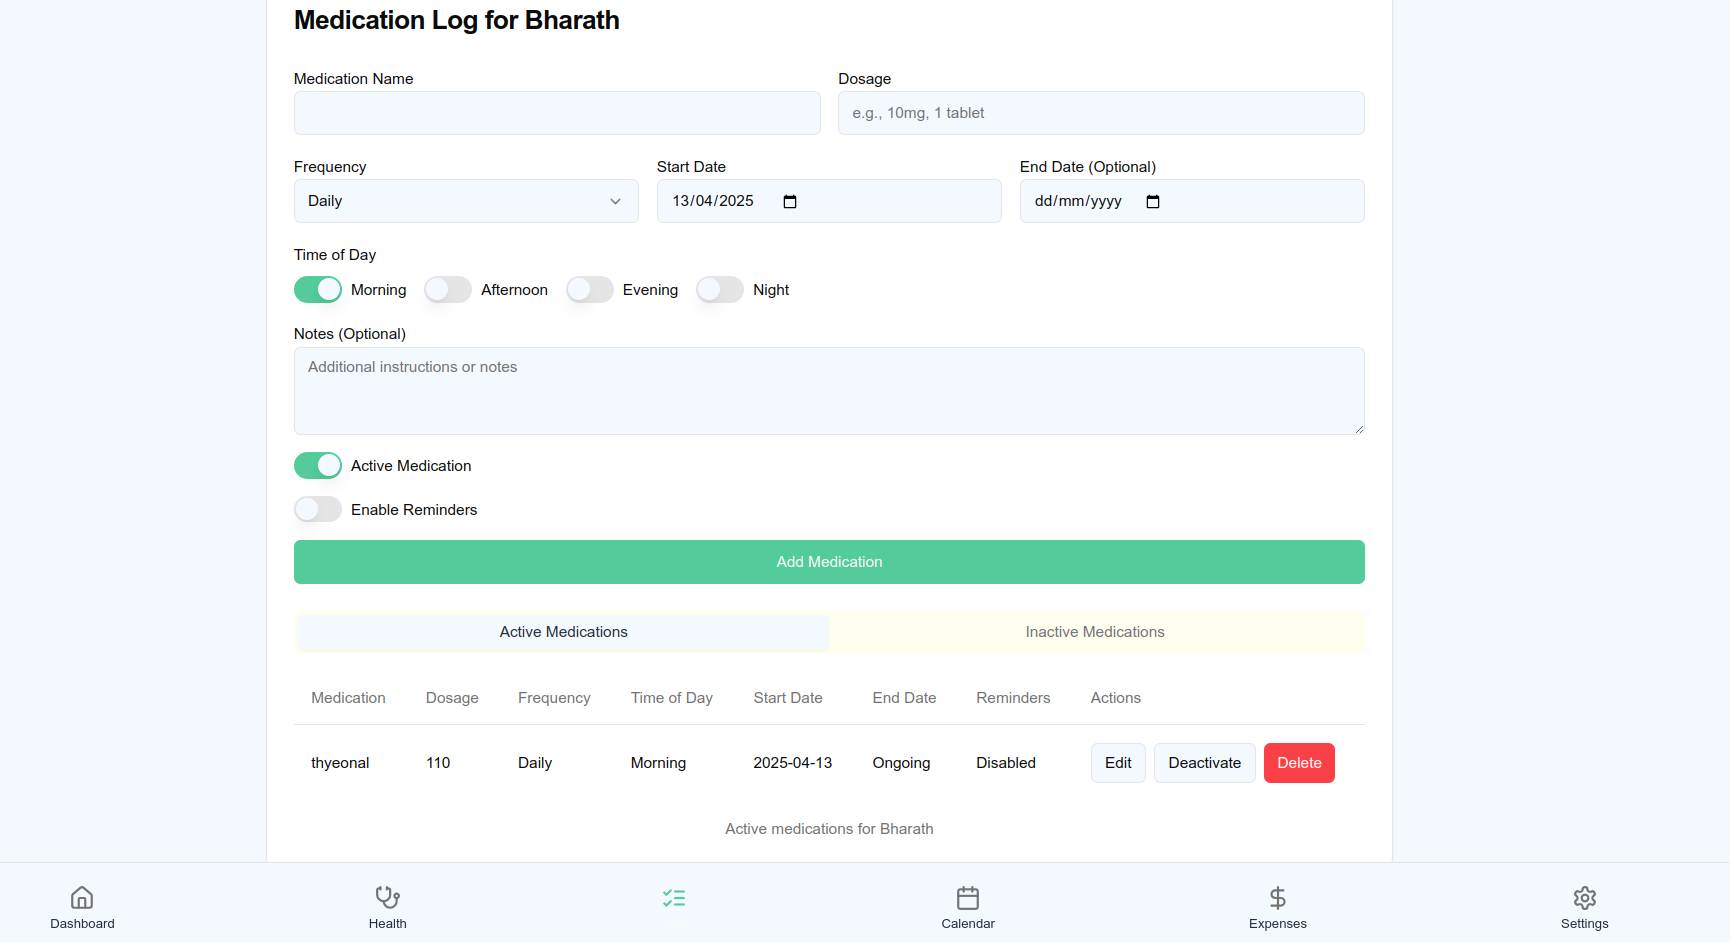 Medication Log for Bharath
Medication Name
Dosage
e.g., 10mg, 1 tablet
Frequency
Start Date
End Date (Optional)
Daily
13/04/2025
dd/mm/yyyy
Time of Day
Morning
Afternoon
Evening
Night
Notes (Optional)
Additional instructions or notes
Active Medication
Enable Reminders
Add Medication
Active Medications
Inactive Medications
Medication Dosage Frequency Time of Day Start Date End Date Reminders Actions
thyeonal 110 Daily Morning 2025-04-13 Ongoing Disabled Edit Deactivate Delete
Active medications for Bharath
Dashboard
Health
Calendar
Expenses
Settings